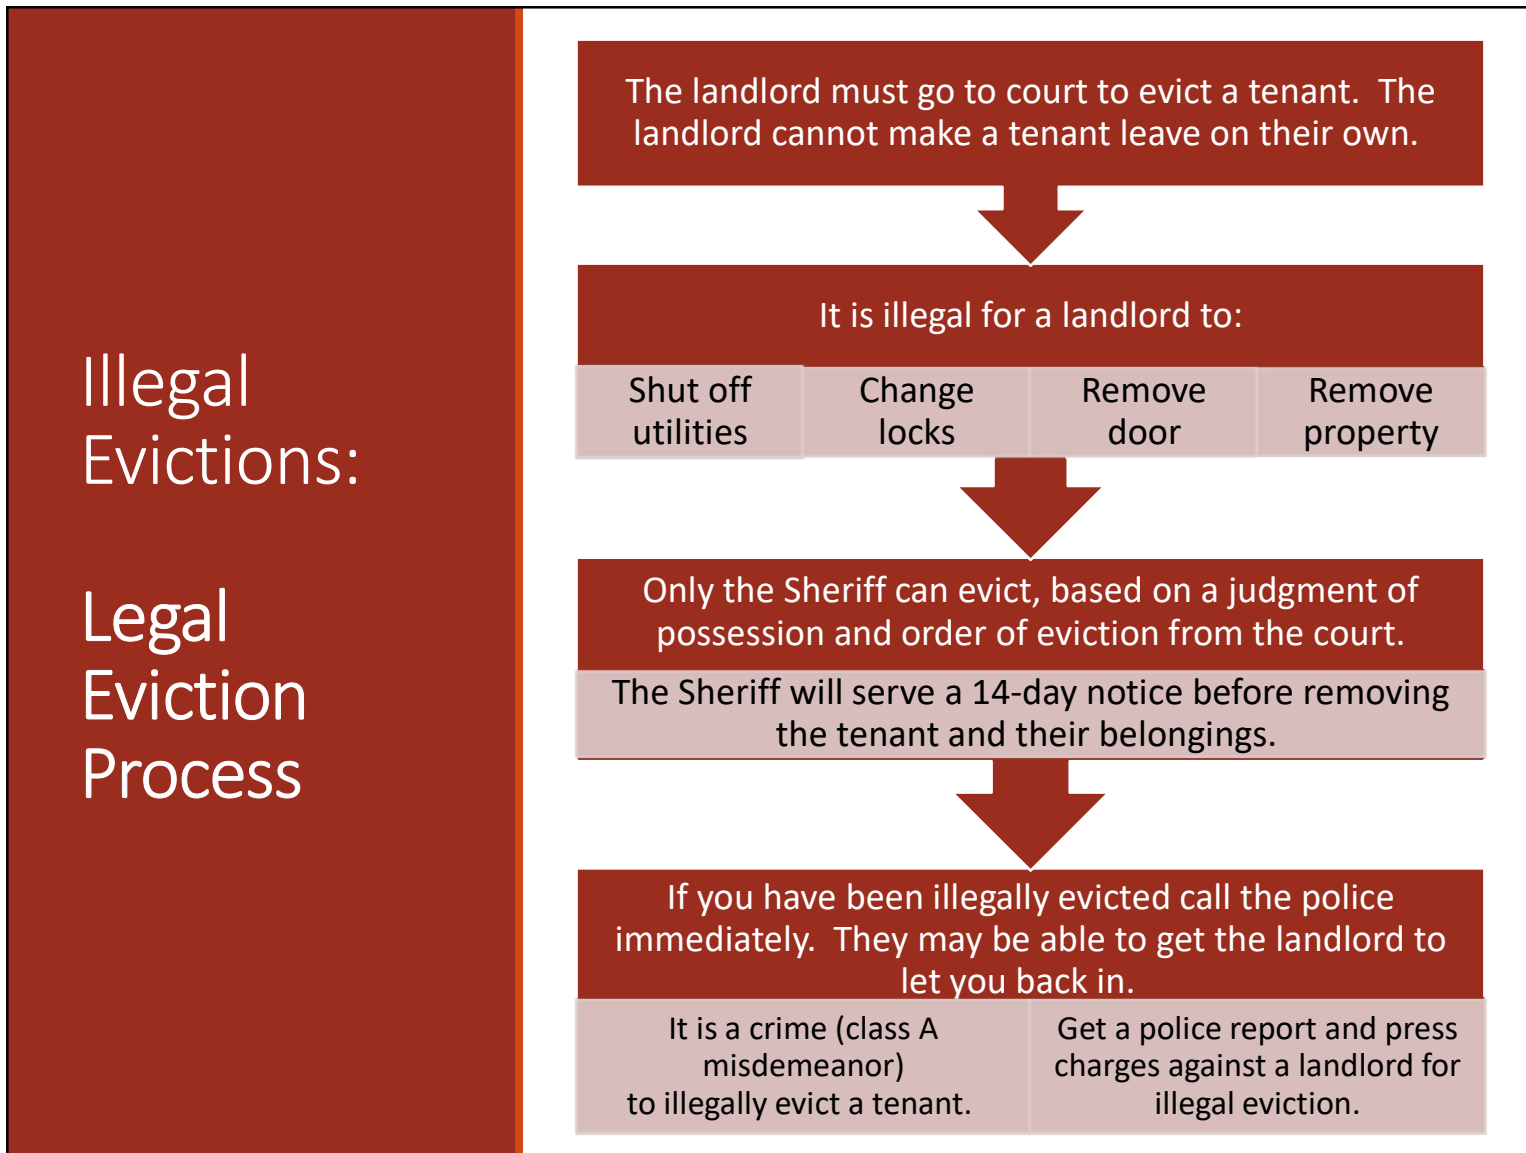 Illegal
Evictions:
Legal
Eviction
Process
The landlord must go to court to evict a tenant.  The
landlord cannot make a tenant leave on their own.
It is illegal for a landlord to:
Shut off
utilities
Change
locks
Remove
door
Remove
property
Only the Sheriff can evict, based on a judgment of
possession and order of eviction from the court.
The Sheriff will serve a 14-day notice before removing
the tenant and their belongings.
If you have been illegally evicted call the police
immediately.  They may be able to get the landlord to
let you back in.
It is a crime (class A
misdemeanor)
to illegally evict a tenant.
Get a police report and press
charges against a landlord for
illegal eviction.